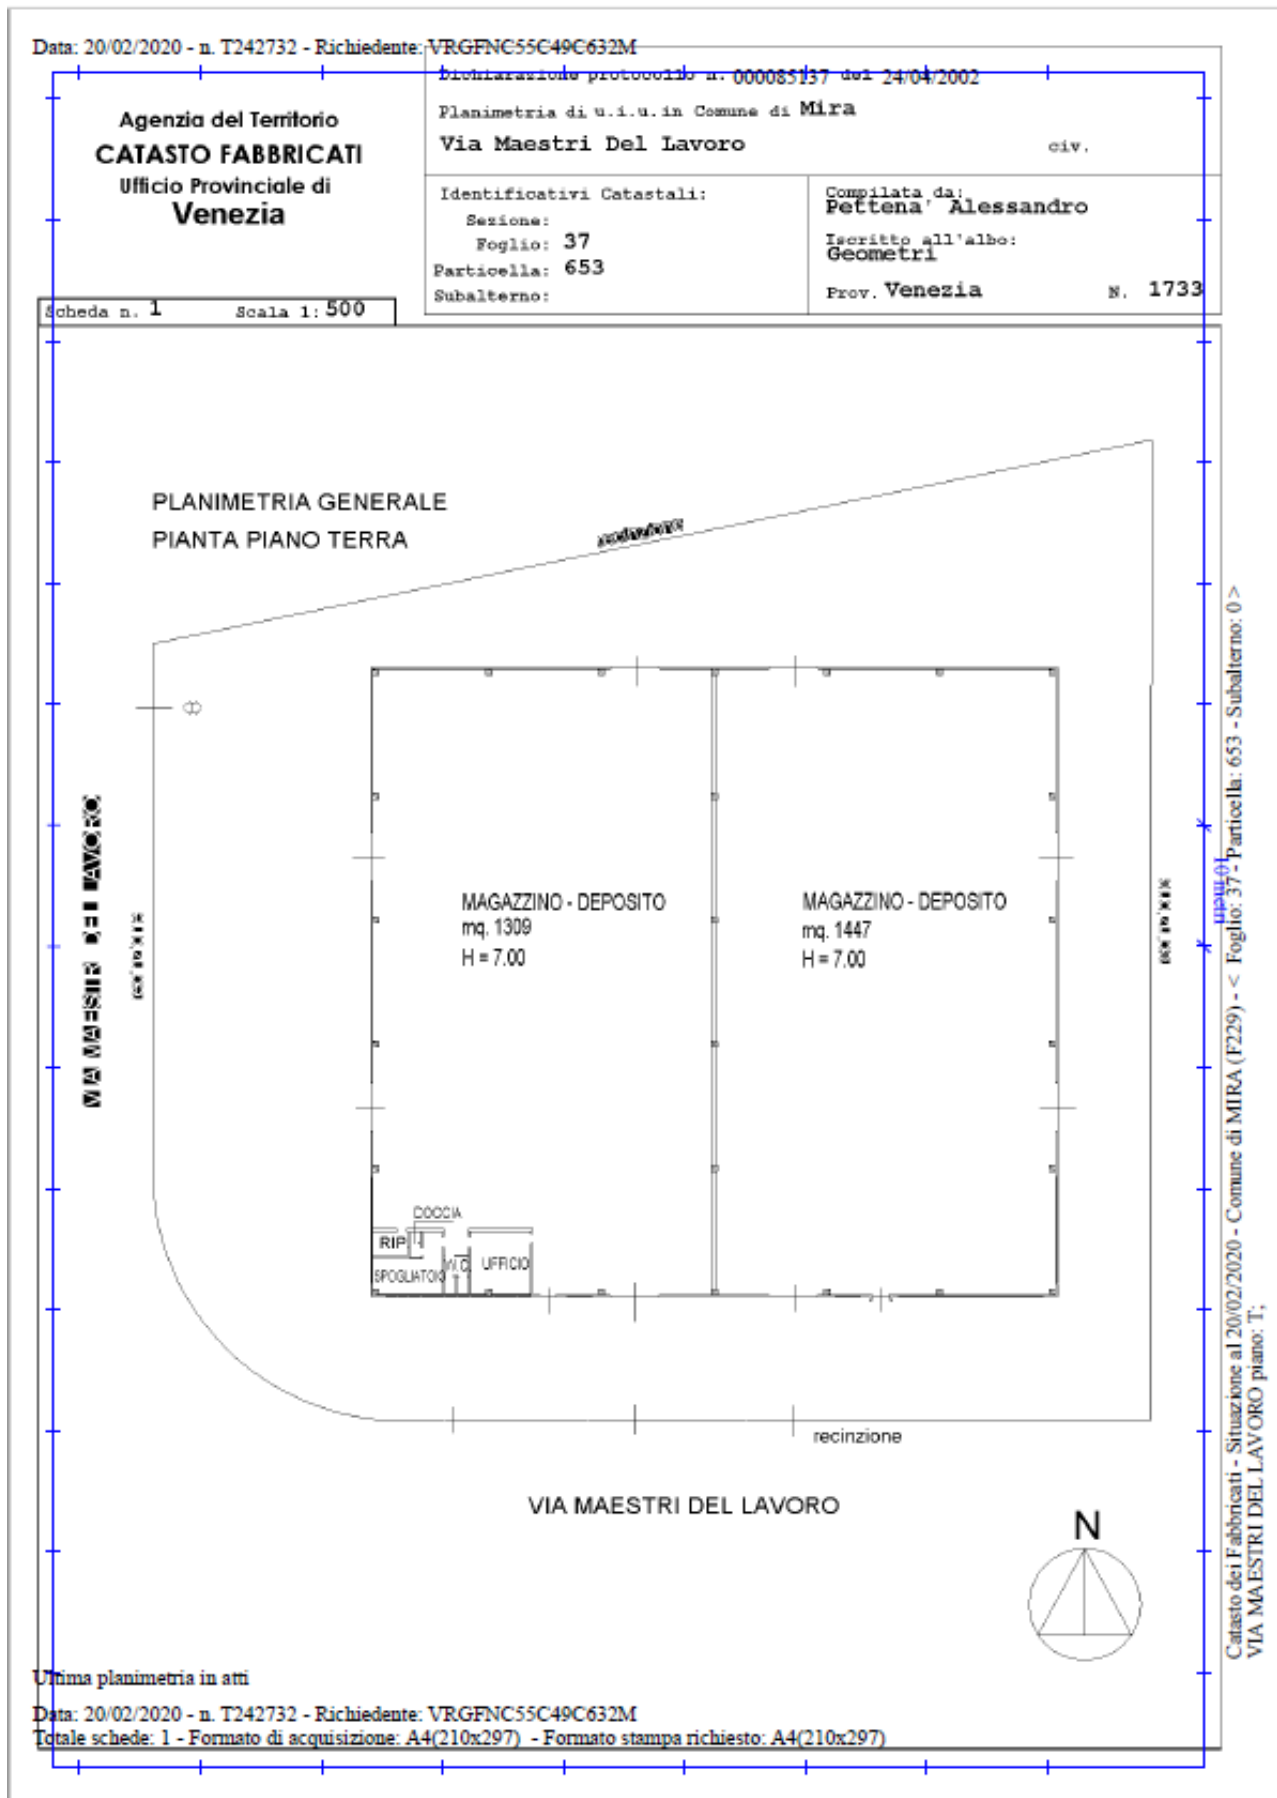 Data: 20/02/2020 - n. T242732 - Richiedente: VRGFNC55C49C632M
Dichiarazione protocollo n. 000085137 del 24/04/2002
Planimetria di u.i.u. in Comune di Mira
Via Maestri Del Lavoro civ.
Agenzia del Territorio
CATASTO FABBRICATI
Ufficio Provinciale di
Venezia
Identificativi Catastali:
Sezione:
Foglio: 37
Particella: 653
Subalterno:
Compilata da:
Pettena' Alessandro
Iscritto all'albo:
Geometri
Prov. Venezia N. 1733
Scheda n. 1 Scala 1: 500
PLANIMETRIA GENERALE
PIANTA PIANO TERRA
recinzione
VIA MAESTRI DEL LAVORO
recinzione
MAGAZZINO - DEPOSITO
mq. 1309
H = 7.00
MAGAZZINO - DEPOSITO
mq. 1447
H = 7.00
recinzione
10 metri
DOCCIA
RIP.
SPOGLIATOIO
W.C.
UFFICIO
recinzione
VIA MAESTRI DEL LAVORO
N
Catasto dei Fabbricati - Situazione al 20/02/2020 - Comune di MIRA (F229) - < Foglio: 37 - Particella: 653 - Subalterno: 0 >
VIA MAESTRI DEL LAVORO piano: T;
Ultima planimetria in atti
Data: 20/02/2020 - n. T242732 - Richiedente: VRGFNC55C49C632M
Totale schede: 1 - Formato di acquisizione: A4(210x297) - Formato stampa richiesto: A4(210x297)